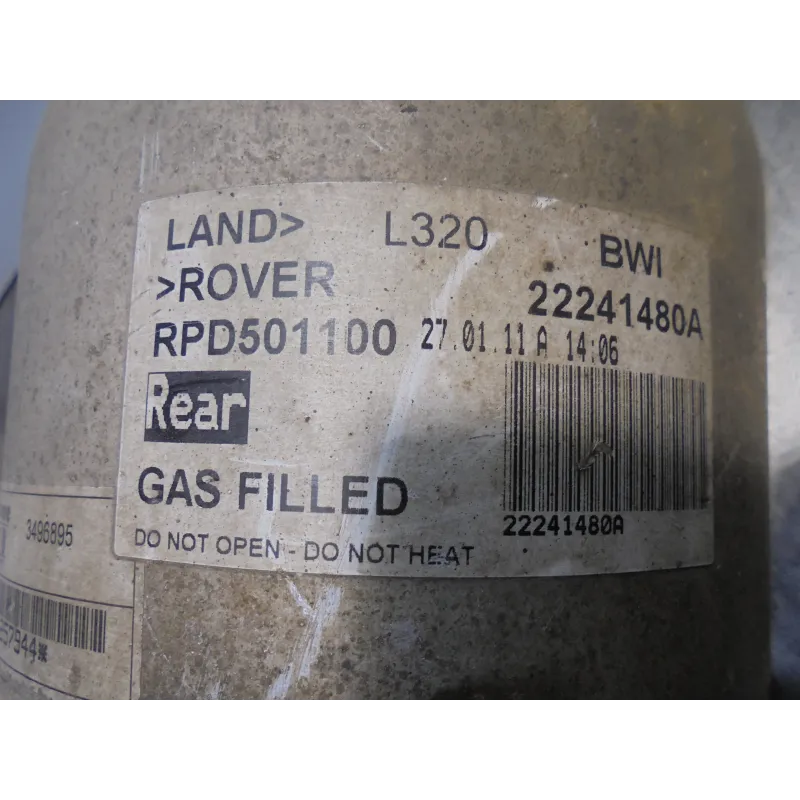 LAND> L320 BWI
>ROVER 22241480A
RPD501100 27.01.11 A 14:06
Rear
GAS FILLED
22241480A
DO NOT OPEN - DO NOT HEAT
3496895